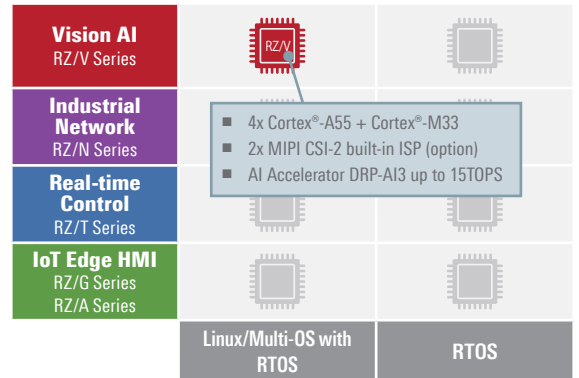 Vision AI
RZ/V Series
RZ/V
Industrial
Network
RZ/N Series
■ 4x Cortex®-A55 + Cortex®-M33
■ 2x MIPI CSI-2 built-in ISP (option)
■ AI Accelerator DRP-AI3 up to 15TOPS
Real-time
Control
RZ/T Series
IoT Edge HMI
RZ/G Series
RZ/A Series
Linux/Multi-OS with
RTOS
RTOS